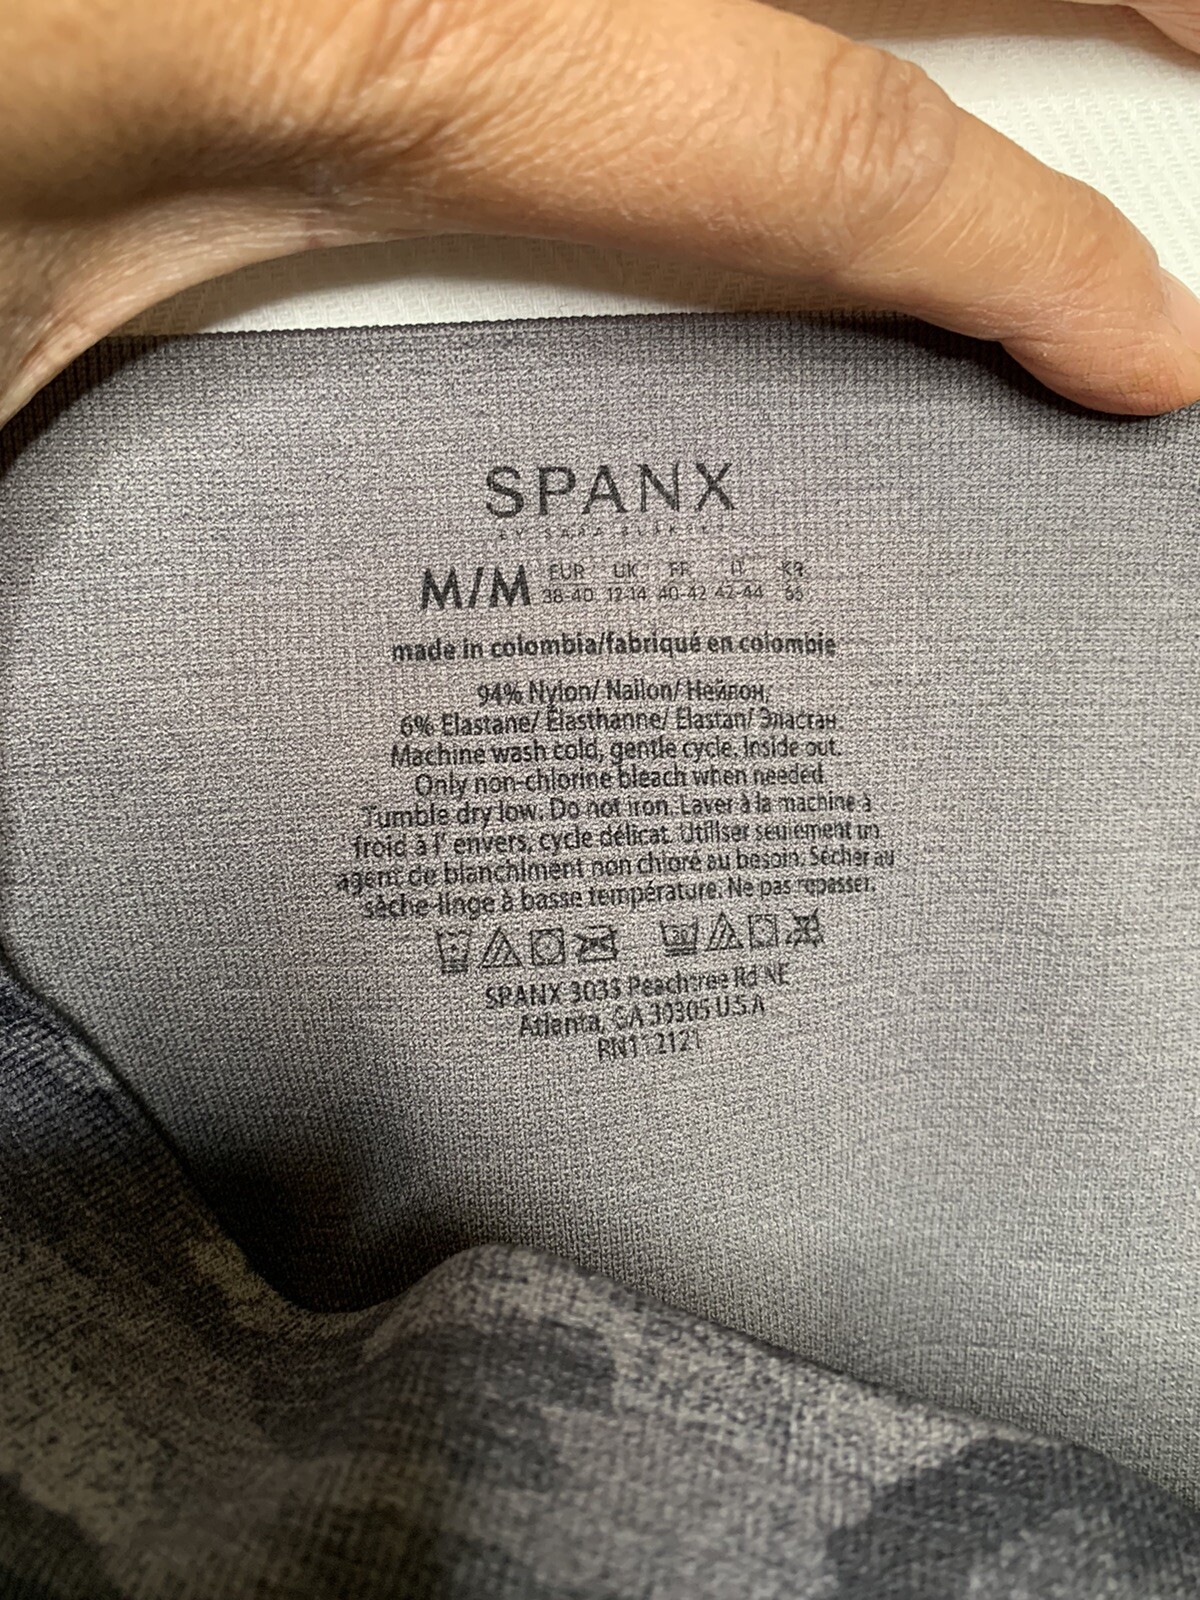 SPANX
BY SARA BLAKELY
M/M EUR UK FR IT KR
38-40 12-14 40-42 42-44 66
made in colombia/fabriqué en colombie
94% Nylon/ Nailon/ Нейлон,
6% Elastane/ Élasthanne/ Elastan/ Эластан.
Machine wash cold, gentle cycle. Inside out.
Only non-chlorine bleach when needed.
Tumble dry low. Do not iron. Laver à la machine à
froid à l' envers, cycle délicat. Utiliser seulement un
agent de blanchiment non chloré au besoin. Sécher au
sèche-linge à basse température. Ne pas repasser.
SPANX 3035 Peachtree Rd NE
Atlanta, GA 30305 U.S.A